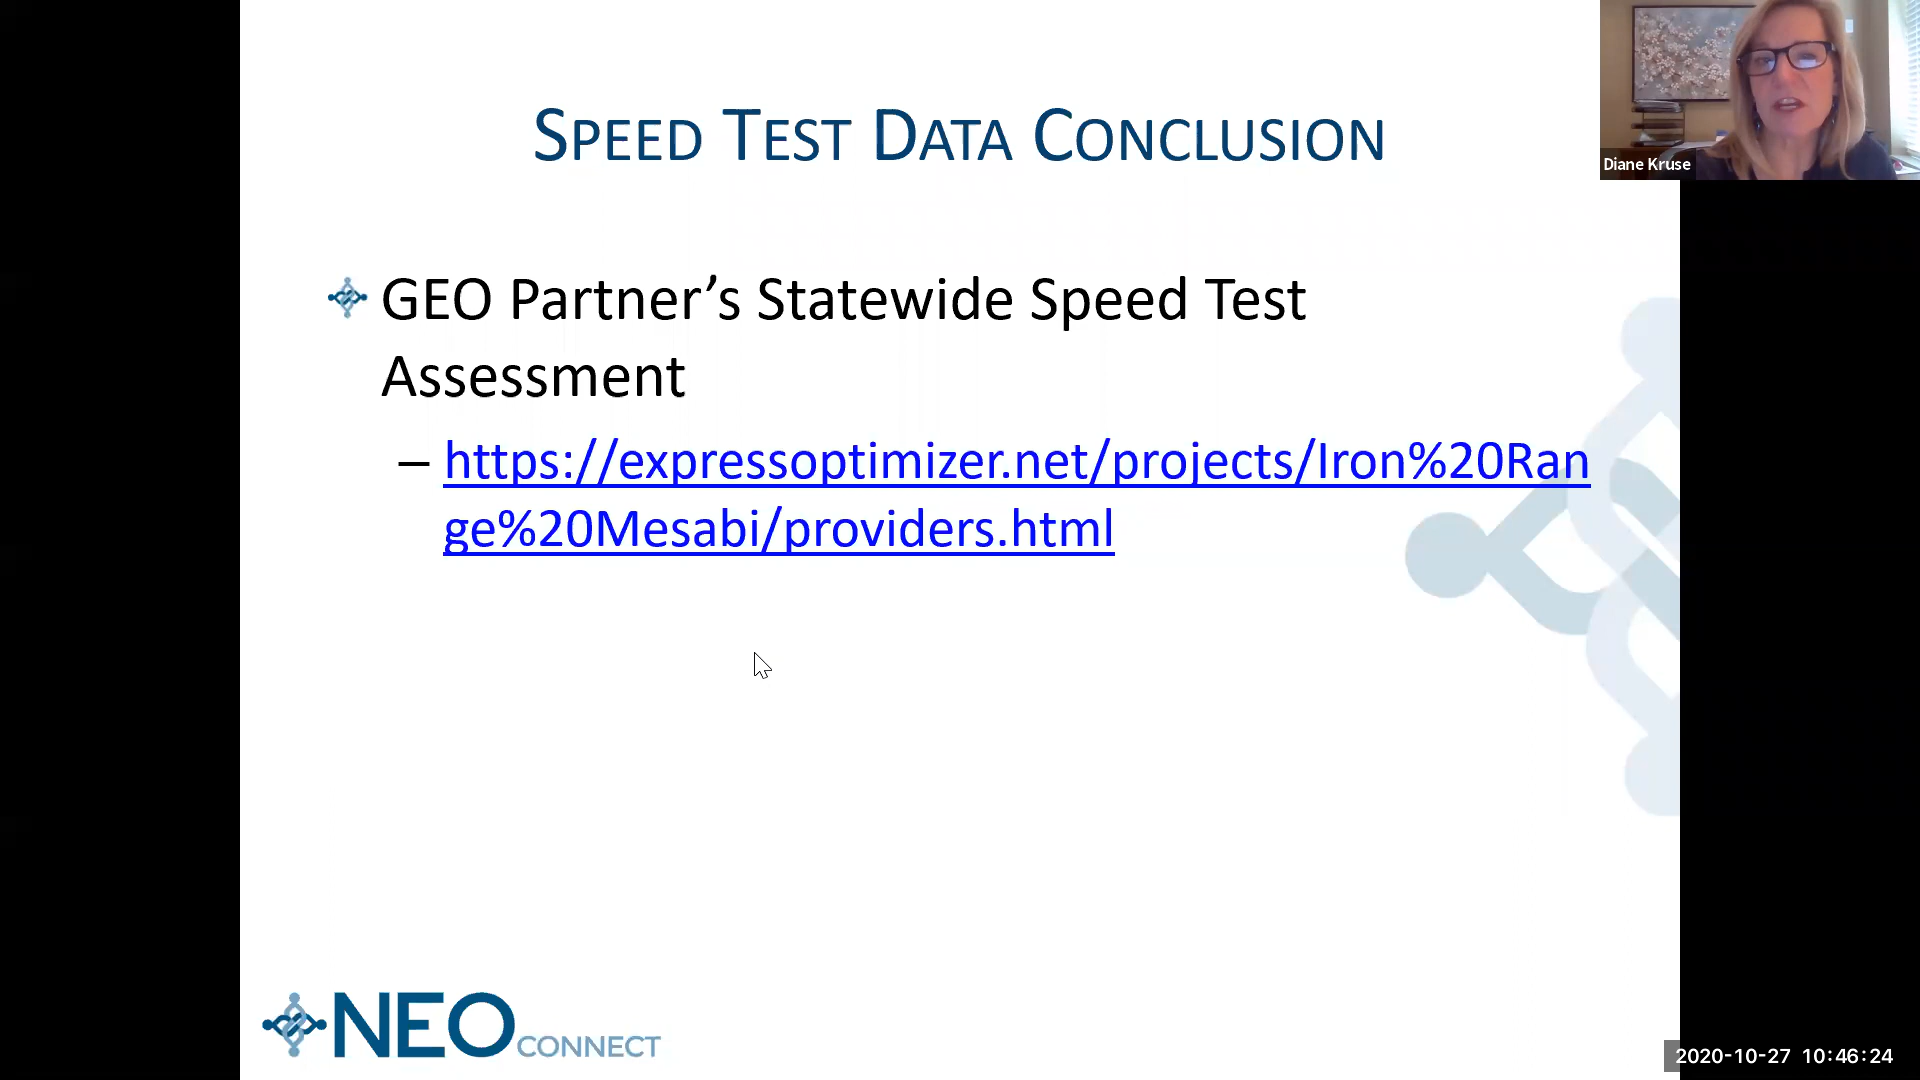 SPEED TEST DATA CONCLUSION
Diane Kruse
GEO Partner’s Statewide Speed Test
Assessment
– https://expressoptimizer.net/projects/Iron%20Ran
ge%20Mesabi/providers.html
NEO CONNECT
2020-10-27 10:46:24